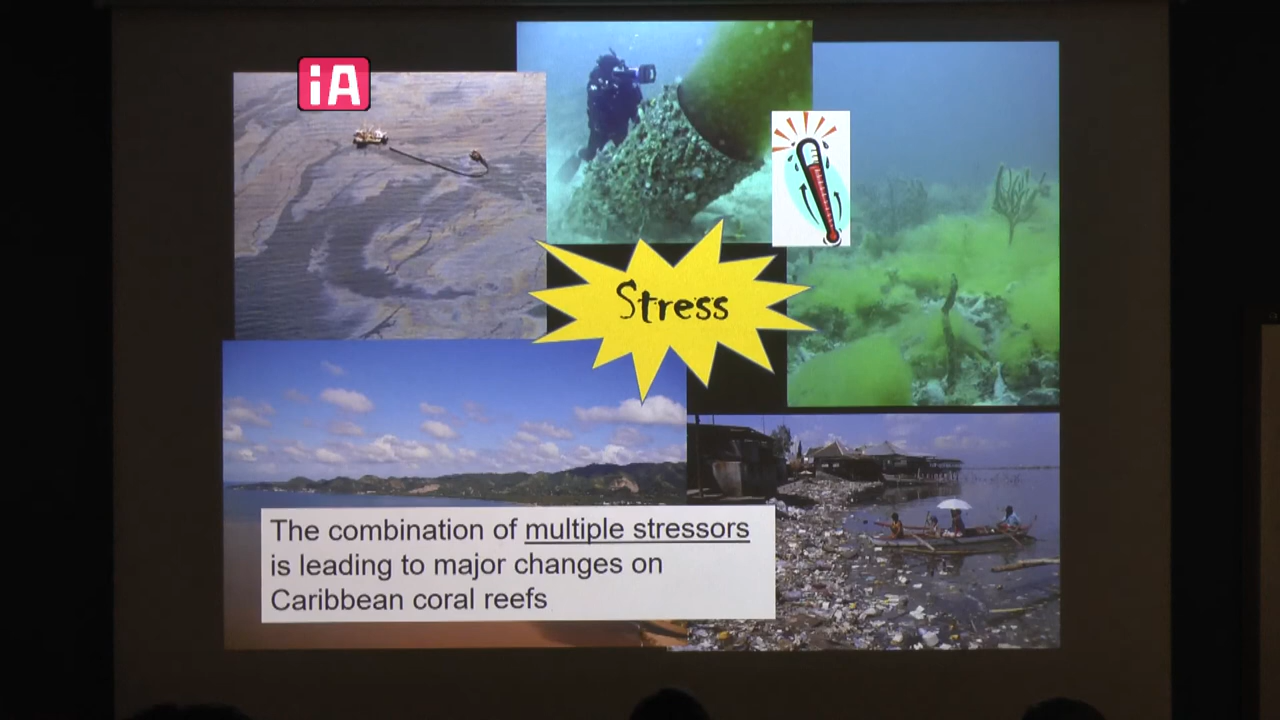 iA
Stress
The combination of multiple stressors
is leading to major changes on
Caribbean coral reefs